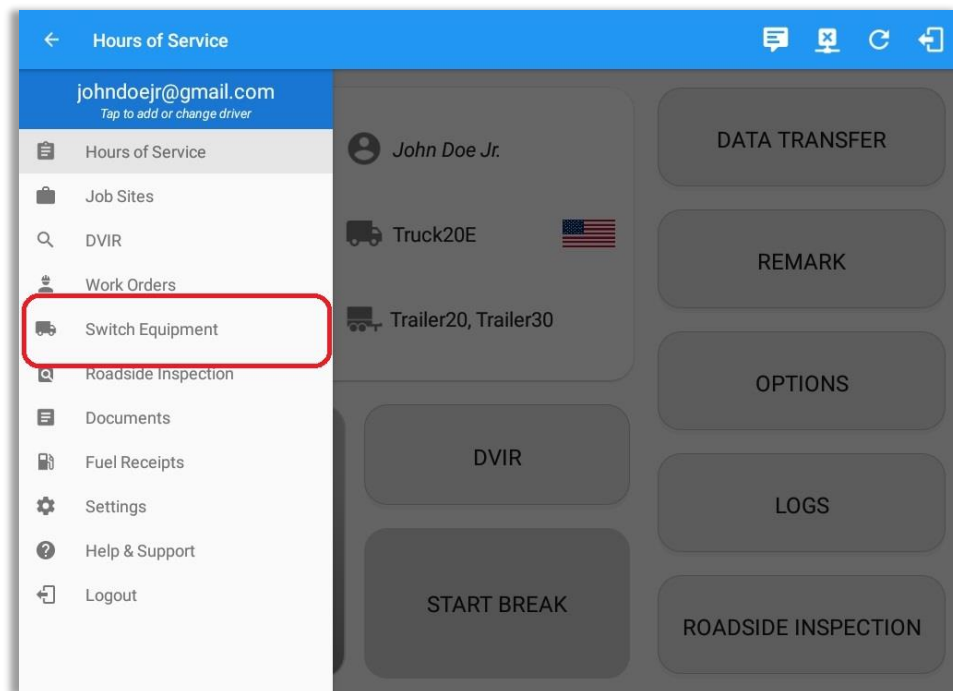 Hours of Service
johndoejr@gmail.com
Tap to add or change driver
Hours of Service
Job Sites
DVIR
Work Orders
Switch Equipment
Roadside Inspection
Documents
Fuel Receipts
Settings
Help & Support
Logout
John Doe Jr.
Truck20E
Trailer20, Trailer30
DVIR
START BREAK
DATA TRANSFER
REMARK
OPTIONS
LOGS
ROADSIDE INSPECTION